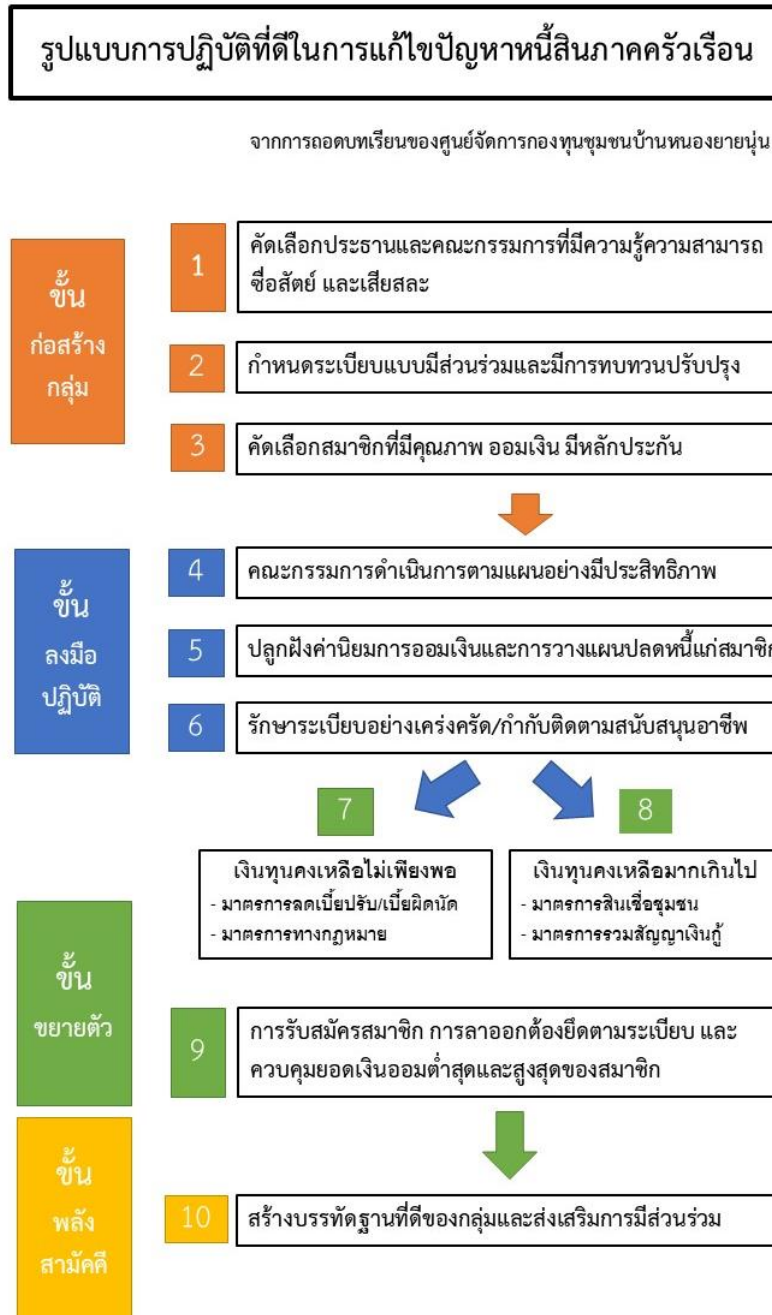 รูปแบบการปฏิบัติที่ดีในการแก้ไขปัญหาหนี้สินภาคครัวเรือน
จากการถอดบทเรียนของศูนย์จัดการกองทุนชุมชนบ้านหนองยายนุ่น
ขั้น
ก่อสร้าง
กลุ่ม
1
คัดเลือกประธานและคณะกรรมการที่มีความรู้ความสามารถ
ซื่อสัตย์ และเสียสละ
2
กำหนดระเบียบแบบมีส่วนร่วมและมีการทบทวนปรับปรุง
3
คัดเลือกสมาชิกที่มีคุณภาพ ออมเงิน มีหลักประกัน
ขั้น
ลงมือ
ปฏิบัติ
4
คณะกรรมการดำเนินการตามแผนอย่างมีประสิทธิภาพ
5
ปลูกฝังค่านิยมการออมเงินและการวางแผนปลดหนี้แก่สมาชิก
6
รักษาระเบียบอย่างเคร่งครัด/กำกับติดตามสนับสนุนอาชีพ
7
เงินทุนคงเหลือไม่เพียงพอ
- มาตรการลดเบี้ยปรับ/เบี้ยผิดนัด
- มาตรการทางกฎหมาย
8
เงินทุนคงเหลือมากเกินไป
- มาตรการสินเชื่อชุมชน
- มาตรการรวมสัญญาเงินกู้
ขั้น
ขยายตัว
9
การรับสมัครสมาชิก การลาออกต้องยึดตามระเบียบ และ
ควบคุมยอดเงินออมต่ำสุดและสูงสุดของสมาชิก
ขั้น
พลัง
สามัคคี
10
สร้างบรรทัดฐานที่ดีของกลุ่มและส่งเสริมการมีส่วนร่วม